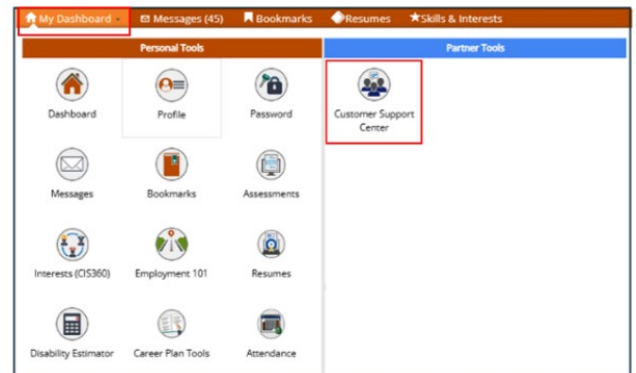 My Dashboard
Messages (45)
Bookmarks
Resumes
Skills & Interests
Personal Tools
Partner Tools
Dashboard
Profile
Password
Customer Support
Center
Messages
Bookmarks
Assessments
Interests (CIS360)
Employment 101
Resumes
Disability Estimator
Career Plan Tools
Attendance